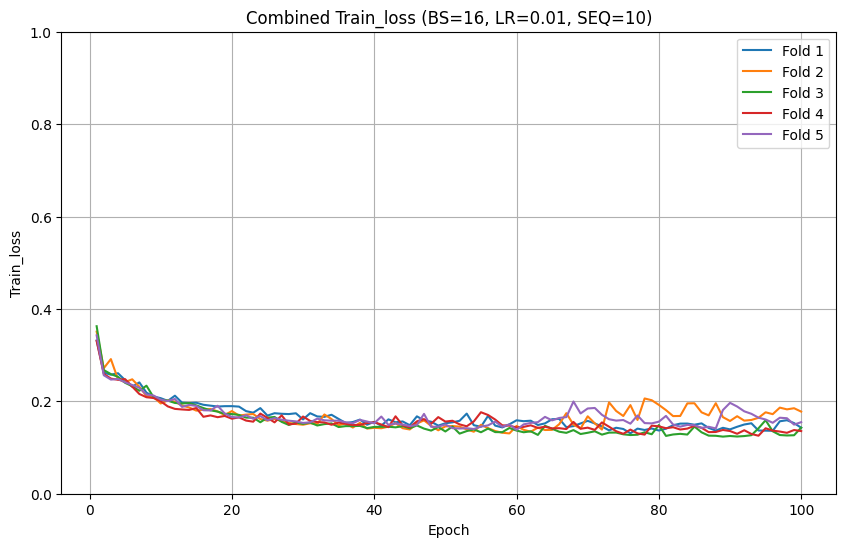 Combined Train_loss (BS=16, LR=0.01, SEQ=10)
1.0
0.8
0.6
0.4
0.2
0.0
Train_loss
Fold 1
Fold 2
Fold 3
Fold 4
Fold 5
0 20 40 60 80 100
Epoch